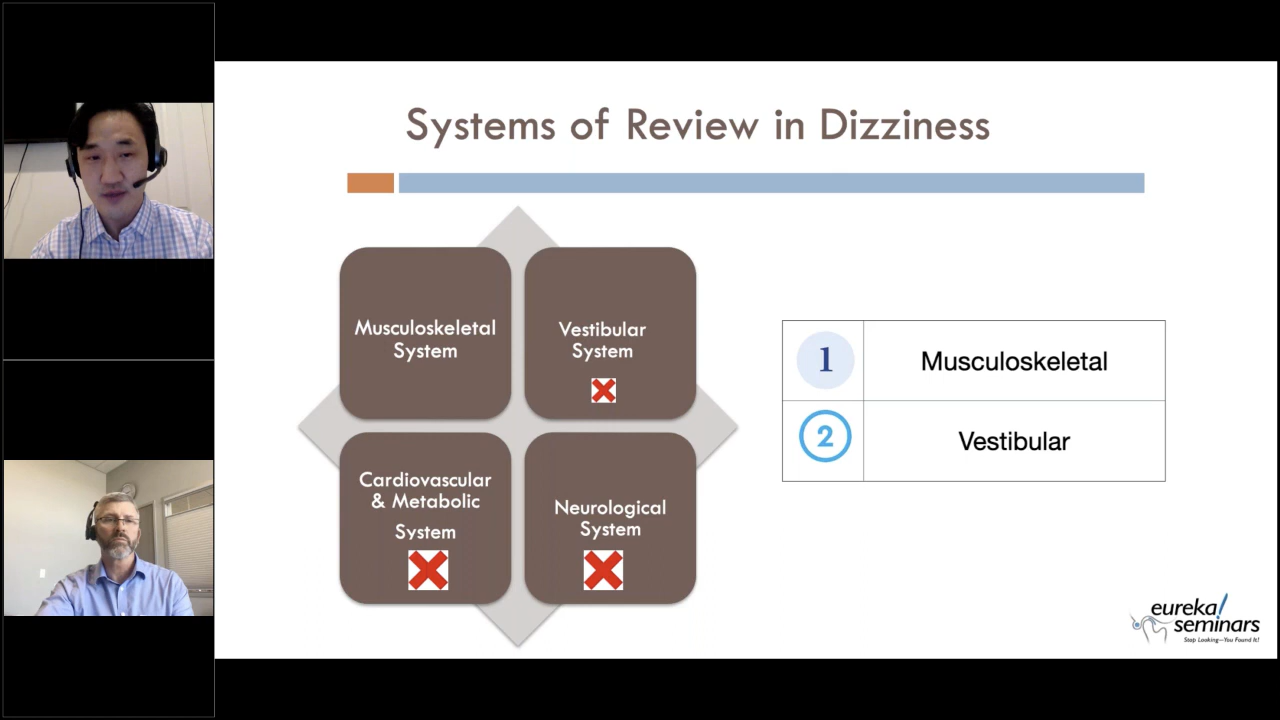 Systems of Review in Dizziness
Musculoskeletal
System
Vestibular
System
Cardiovascular
& Metabolic
System
Neurological
System
1 Musculoskeletal
2 Vestibular
eureka!
seminars
Stop Looking—You Found It!